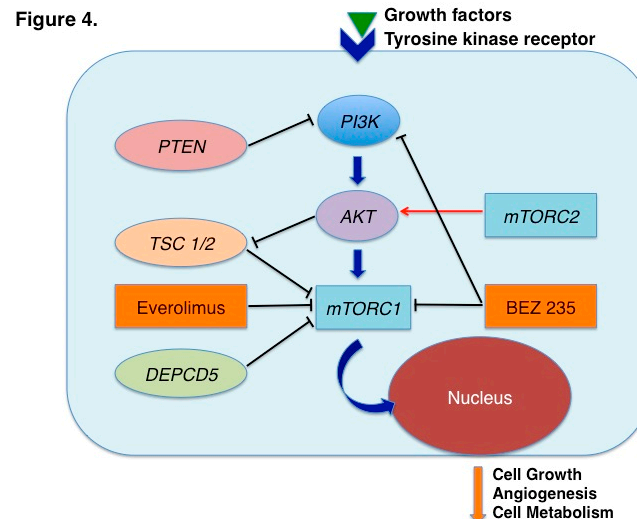 Figure 4.
Growth factors
Tyrosine kinase receptor
PI3K
PTEN
AKT
mTORC2
TSC 1/2
Everolimus
mTORC1
BEZ 235
DEPCD5
Nucleus
Cell Growth
Angiogenesis
Cell Metabolism